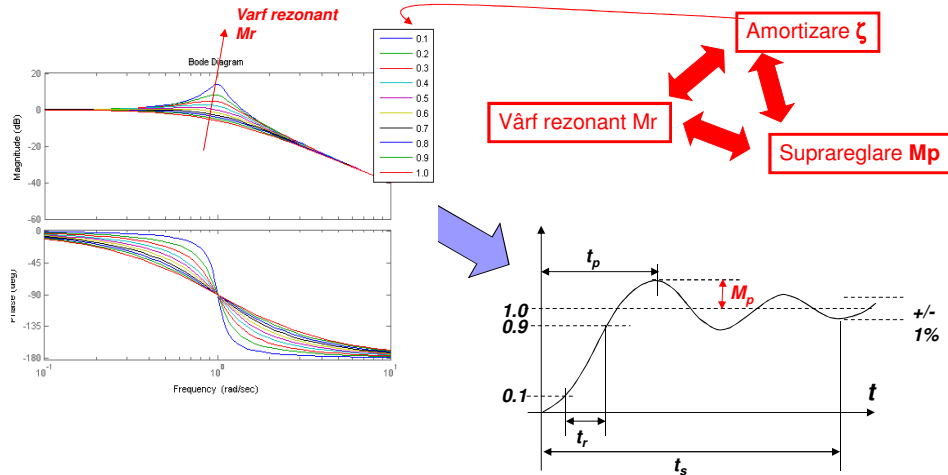 Varf rezonant
Mr
Bode Diagram
Magnitude (dB)
20
0
-20
-40
-60
0.1
0.2
0.3
0.4
0.5
0.6
0.7
0.8
0.9
1.0
Phase (deg)
0
-45
-90
-135
-180
10⁻¹
10⁰
10¹
Frequency (rad/sec)
Amortizare ζ
Vârf rezonant Mr
Suprareglare Mp
tp
Mp
1.0
0.9
0.1
+/-
1%
t
tr
ts